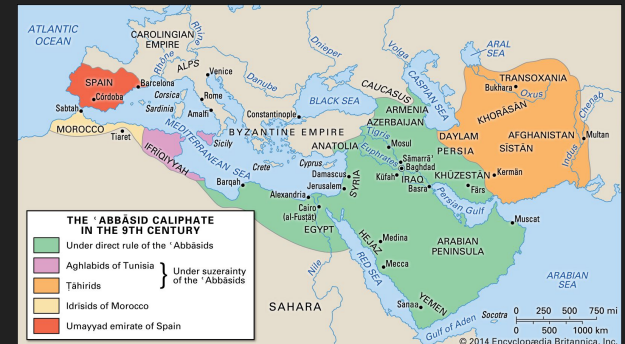 ATLANTIC
OCEAN
CAROLINGIAN
EMPIRE
Rhine
Rhône
ALPS
Venice
Danube
Dnieper
Volga
ARAL
SEA
CASPIAN SEA
CAUCASUS
TRANSOXANIA
Bukhara
Oxus
KHORĀSĀN
Chenab
SPAIN
Barcelona
Córdoba
Corsica
Sardinia
Rome
Amalfi
Constantinople
BLACK SEA
ARMENIA
AZERBAIJAN
DAYLAM
PERSIA
AFGHANISTAN
SĪSTĀN
Multan
Indus
Sabtah
MOROCCO
Tiaret
IFRĪQIYYAH
MEDITERRANEAN SEA
Sicily
BYZANTINE EMPIRE
ANATOLIA
Tigris
Mosul
Euphrates
Sāmarrāʾ
Baghdad
Kūfah
IRAQ
Basra
KHŪZESTĀN
Kermān
Fārs
Crete
Cyprus
Damascus
SYRIA
Jerusalem
Barqah
Alexandria
Cairo
(al-Fusṭāṭ)
EGYPT
Nile
Persian Gulf
Muscat
HEJAZ
Medina
Mecca
RED SEA
ARABIAN
PENINSULA
ARABIAN
SEA
SAHARA
Sanaa
YEMEN
Gulf of Aden
Socotra
THE ʿABBĀSID CALIPHATE
IN THE 9TH CENTURY
Under direct rule of the ʿAbbāsids
Aghlabids of Tunisia
Ṭāhirids
Under suzerainty
of the ʿAbbāsids
Idrisids of Morocco
Umayyad emirate of Spain
0 250 500 750 mi
0 500 1000 km
© 2014 Encyclopædia Britannica, Inc.